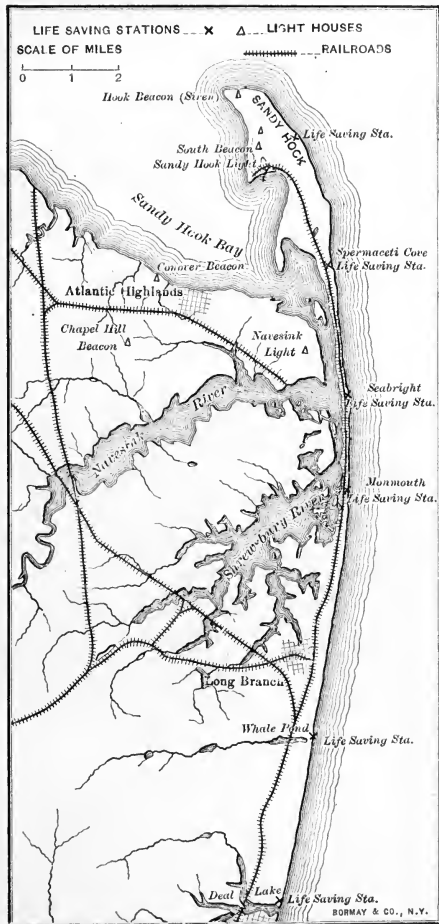 LIFE SAVING STATIONS
LIGHT HOUSES
SCALE OF MILES
RAILROADS
0 1 2
Hook Beacon (Siren)
SANDY HOOK
Life Saving Sta.
South Beacon
Sandy Hook Light
Sandy Hook Bay
Spermaceti Cove
Life Saving Sta.
Conover Beacon
Atlantic Highlands
Chapel Hill
Beacon
Navesink
Light
Seabright
Life Saving Sta.
Navesink River
Monmouth
Life Saving Sta.
Shrewsbury River
Long Branch
Whale Pond
Life Saving Sta.
Deal Lake
Life Saving Sta.
BORMAY & CO., N.Y.